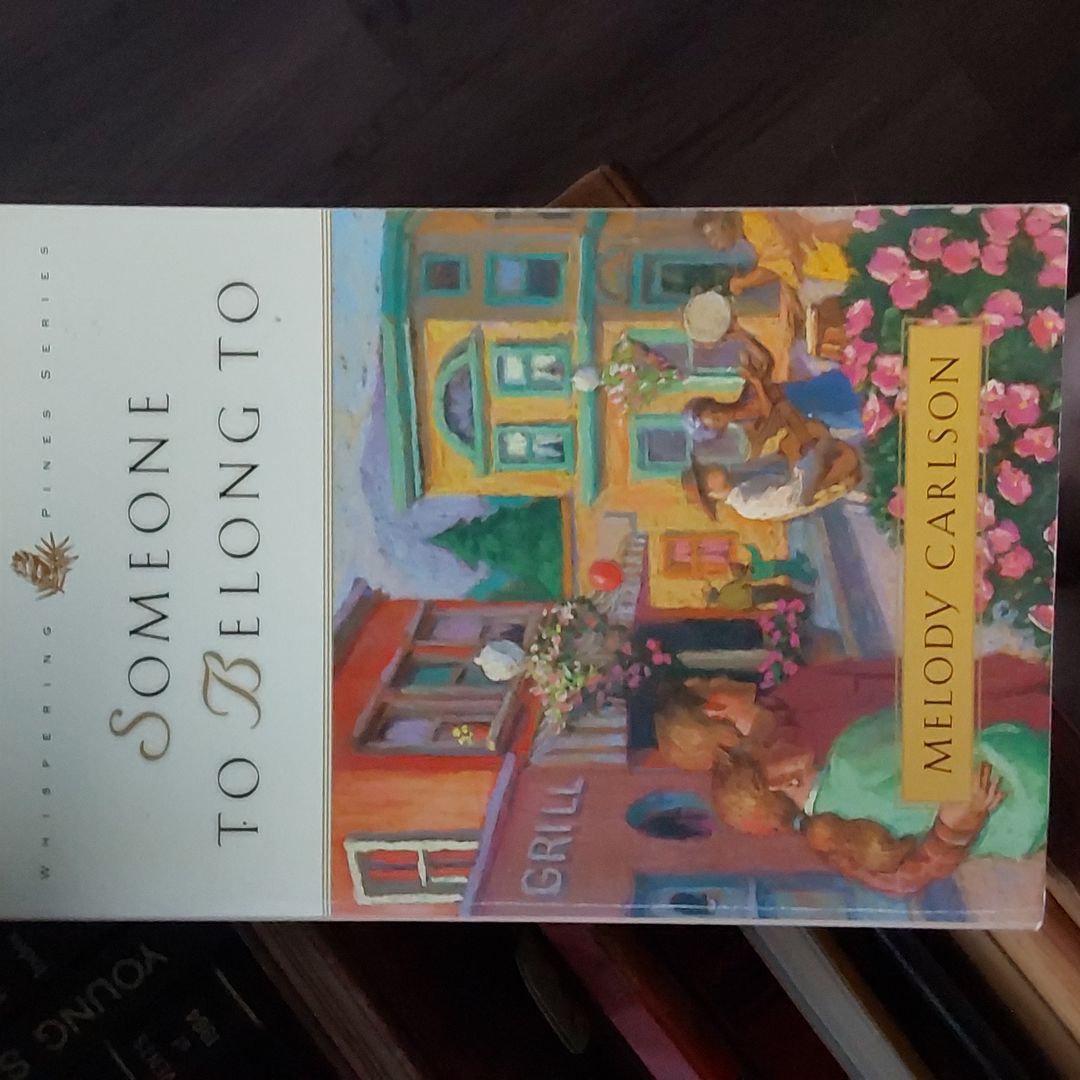 WHISPERING PINES SERIES
SOMEONE
TO BELONG TO
GRILL
MELODY CARLSON
YOUNG
S